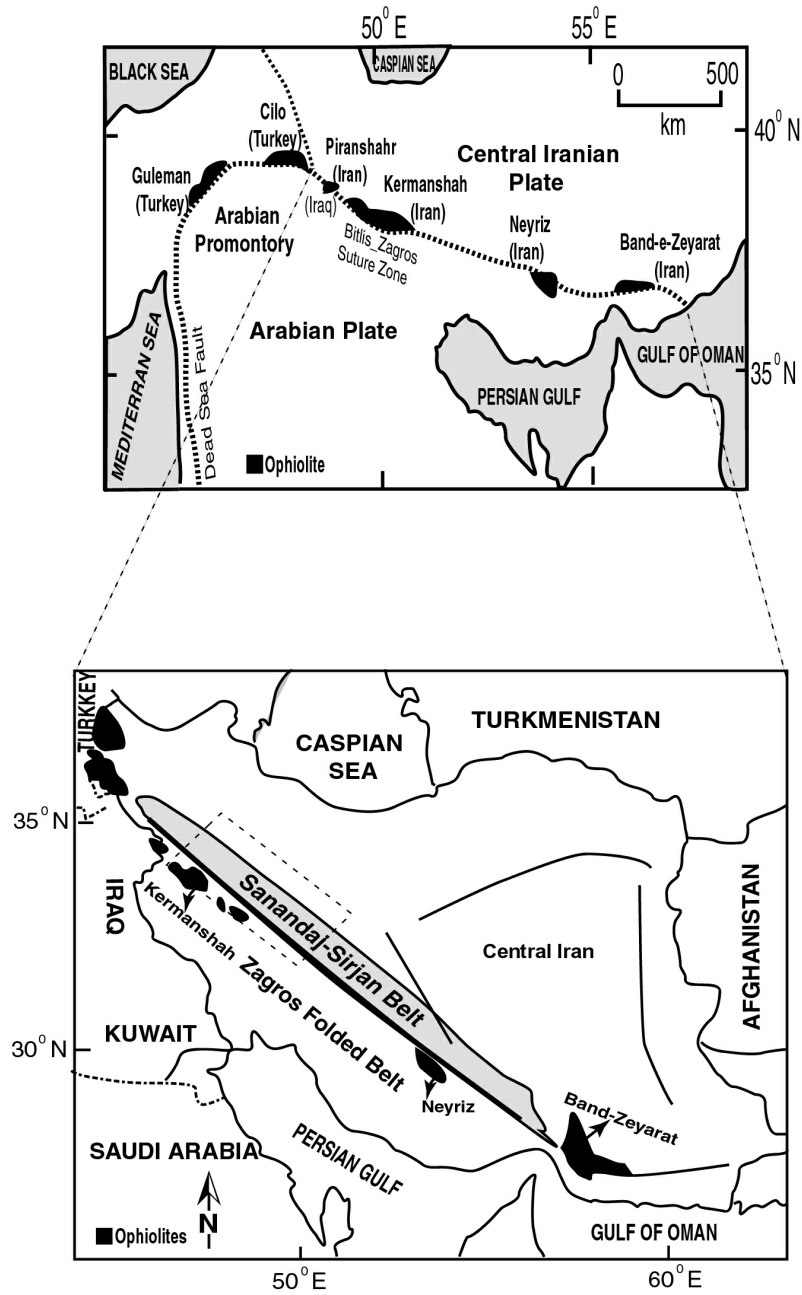 50° E
55° E
BLACK SEA
CASPIAN SEA
0
500
km
40° N
Cilo
(Turkey)
Piranshahr
(Iran)
Central Iranian
Plate
Guleman
(Turkey)
Kermanshah
(Iran)
(Iraq)
Arabian
Promontory
Neyriz
(Iran)
Bitlis_Zagros
Suture Zone
Band-e-Zeyarat
(Iran)
Arabian Plate
MEDITERRAN SEA
Dead Sea Fault
GULF OF OMAN
35° N
PERSIAN GULF
Ophiolite
TURKKEY
CASPIAN
SEA
TURKMENISTAN
35° N
IRAQ
Kermanshah
Sanandaj-Sirjan Belt
Central Iran
AFGHANISTAN
Zagros Folded Belt
KUWAIT
30° N
Neyriz
Band-Zeyarat
SAUDI ARABIA
PERSIAN GULF
N
Ophiolites
GULF OF OMAN
50° E
60° E